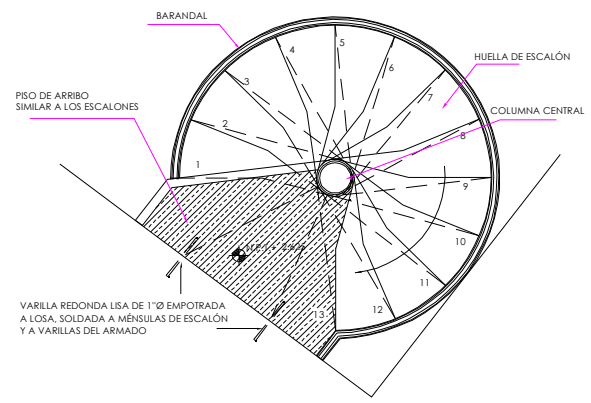 BARANDAL
5
4
6
HUELLA DE ESCALÓN
3
7
PISO DE ARRIBO
SIMILAR A LOS ESCALONES
COLUMNA CENTRAL
2
8
1
9
10
11
VARILLA REDONDA LISA DE 1"Ø EMPOTRADA
A LOSA, SOLDADA A MÉNSULAS DE ESCALÓN
Y A VARILLAS DEL ARMADO
13
12